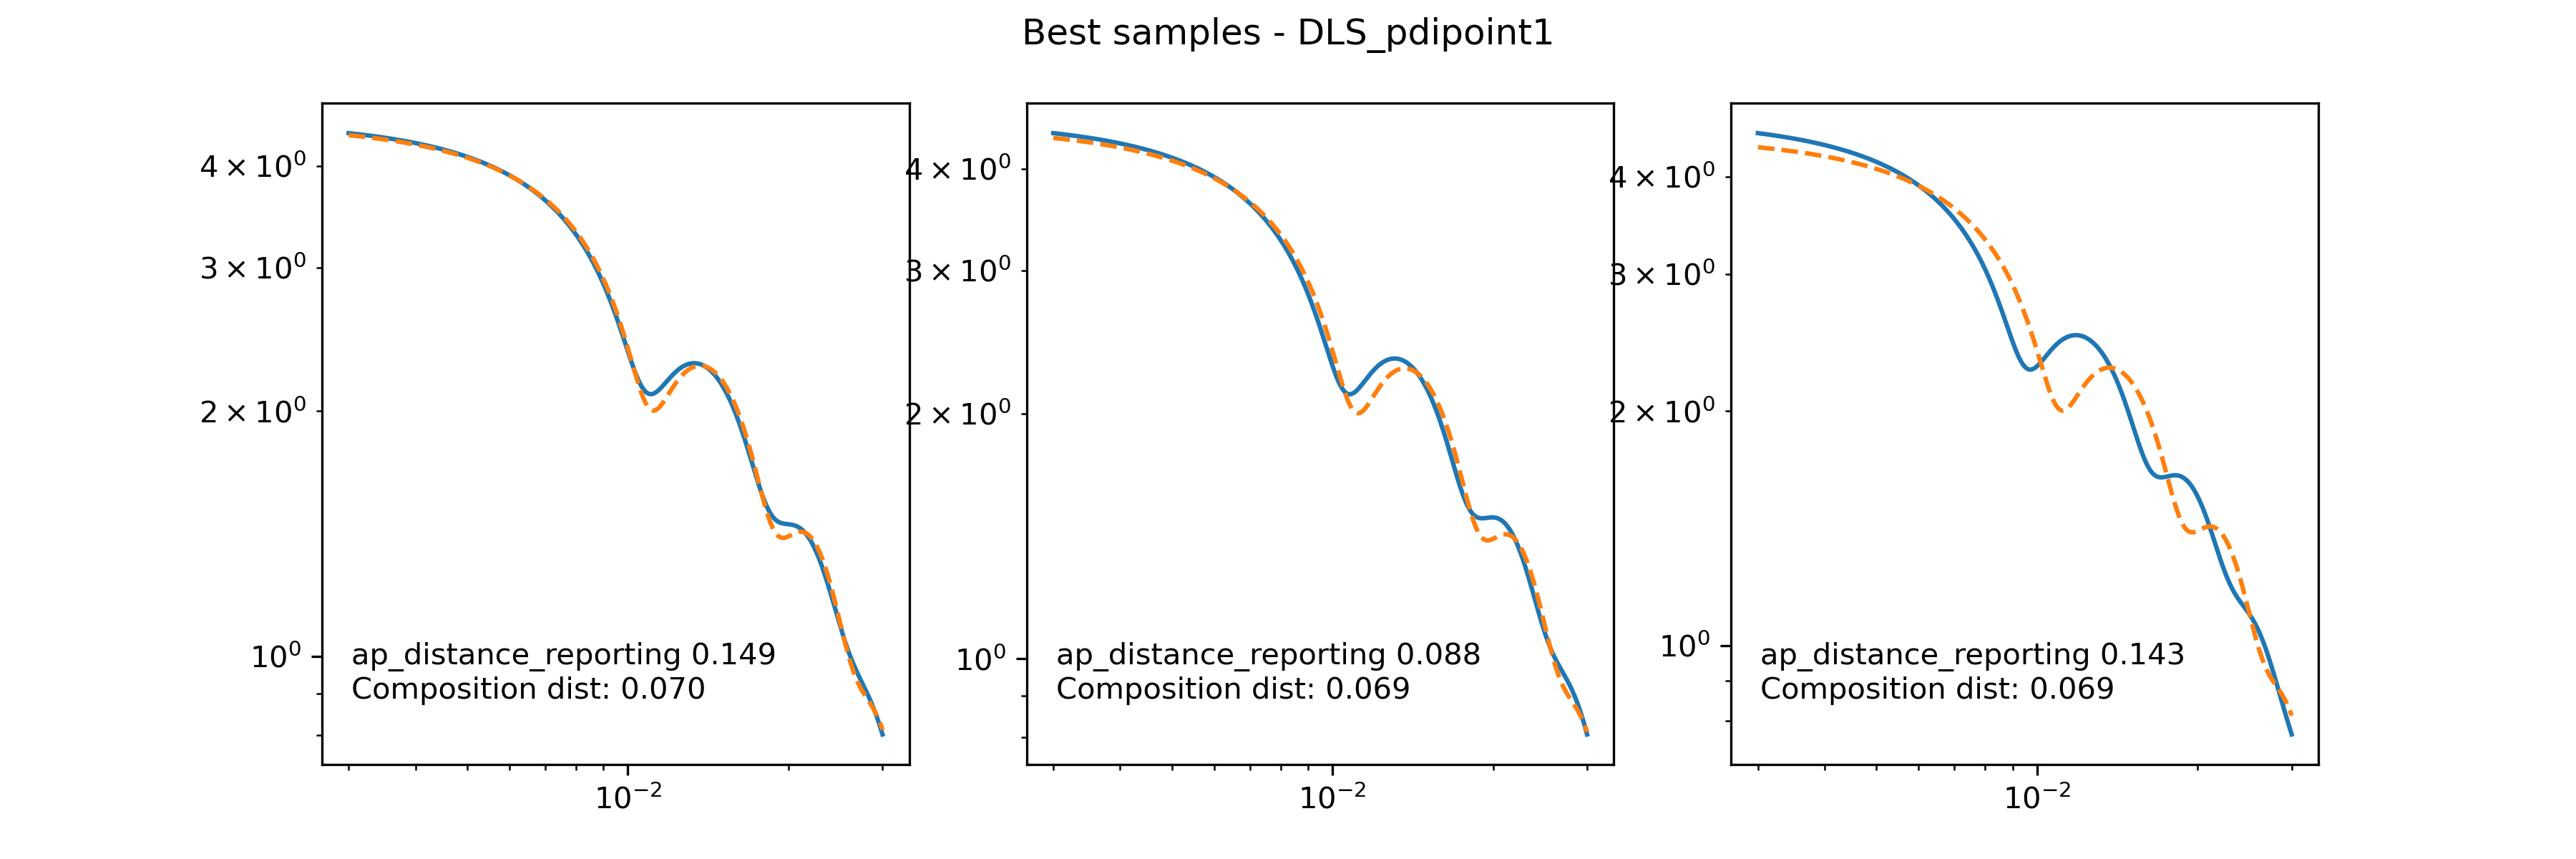 Best samples - DLS_pdipoint1
4 × 10⁰
3 × 10⁰
2 × 10⁰
10⁰
ap_distance_reporting 0.149
Composition dist: 0.070
10⁻²
4 × 10⁰
3 × 10⁰
2 × 10⁰
10⁰
ap_distance_reporting 0.088
Composition dist: 0.069
10⁻²
4 × 10⁰
3 × 10⁰
2 × 10⁰
10⁰
ap_distance_reporting 0.143
Composition dist: 0.069
10⁻²